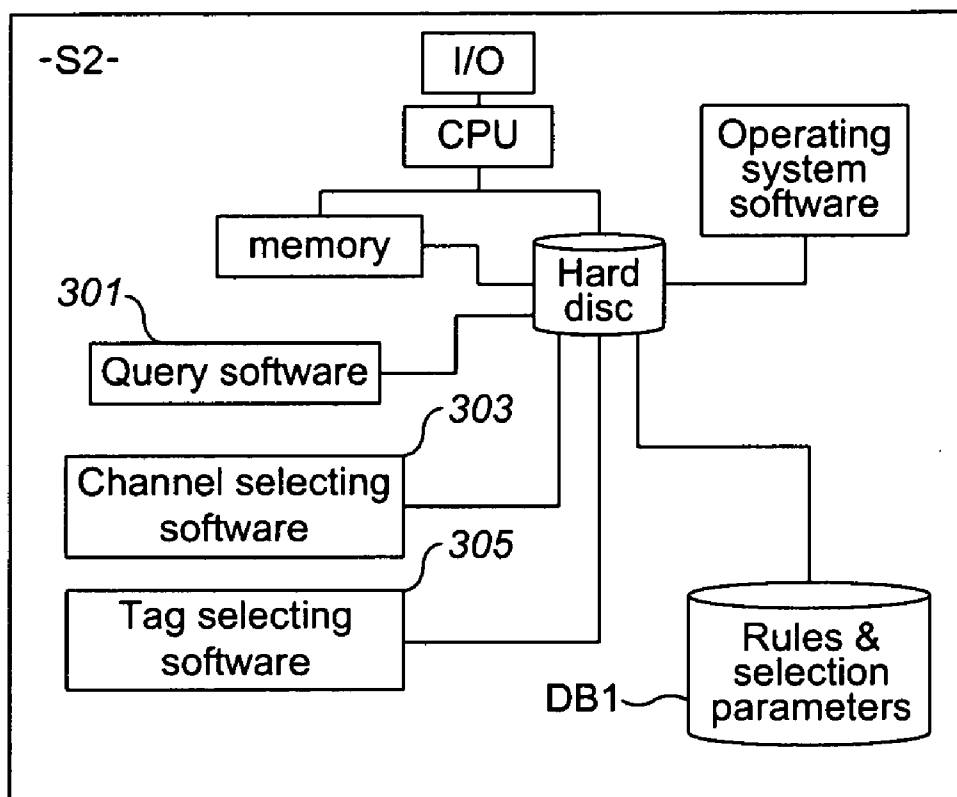 -S2-
I/O
CPU
Operating
system
software
memory
Hard
disc
301
Query software
303
Channel selecting
software
305
Tag selecting
software
Rules &
selection
parameters
DB1